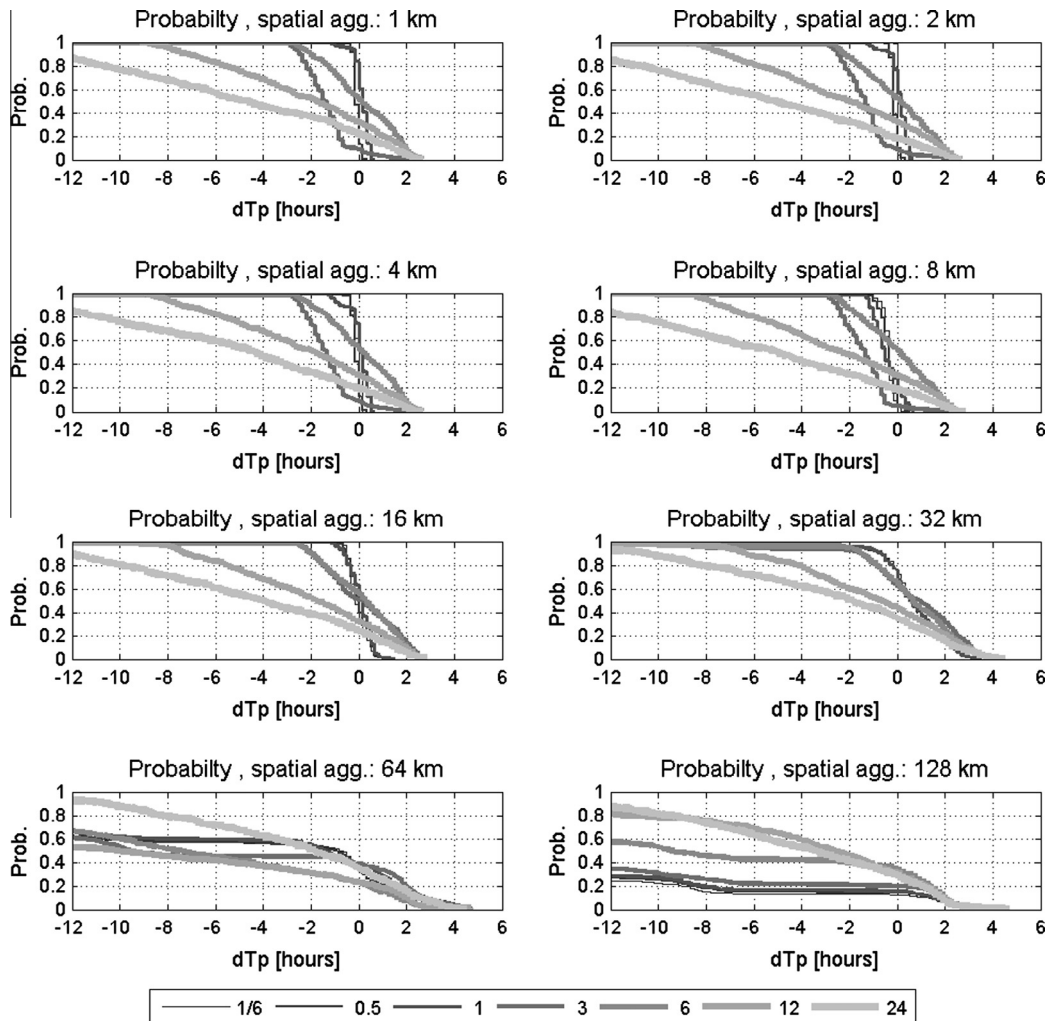 Probabilty , spatial agg.: 1 km
Prob.
1
0.8
0.6
0.4
0.2
0
-12 -10 -8 -6 -4 -2 0 2 4 6
dTp [hours]
Probabilty , spatial agg.: 2 km
Prob.
1
0.8
0.6
0.4
0.2
0
-12 -10 -8 -6 -4 -2 0 2 4 6
dTp [hours]
Probabilty , spatial agg.: 4 km
Prob.
1
0.8
0.6
0.4
0.2
0
-12 -10 -8 -6 -4 -2 0 2 4 6
dTp [hours]
Probabilty , spatial agg.: 8 km
Prob.
1
0.8
0.6
0.4
0.2
0
-12 -10 -8 -6 -4 -2 0 2 4 6
dTp [hours]
Probabilty , spatial agg.: 16 km
Prob.
1
0.8
0.6
0.4
0.2
0
-12 -10 -8 -6 -4 -2 0 2 4 6
dTp [hours]
Probabilty , spatial agg.: 32 km
Prob.
1
0.8
0.6
0.4
0.2
0
-12 -10 -8 -6 -4 -2 0 2 4 6
dTp [hours]
Probabilty , spatial agg.: 64 km
Prob.
1
0.8
0.6
0.4
0.2
0
-12 -10 -8 -6 -4 -2 0 2 4 6
dTp [hours]
Probabilty , spatial agg.: 128 km
Prob.
1
0.8
0.6
0.4
0.2
0
-12 -10 -8 -6 -4 -2 0 2 4 6
dTp [hours]
1/6 0.5 1 3 6 12 24